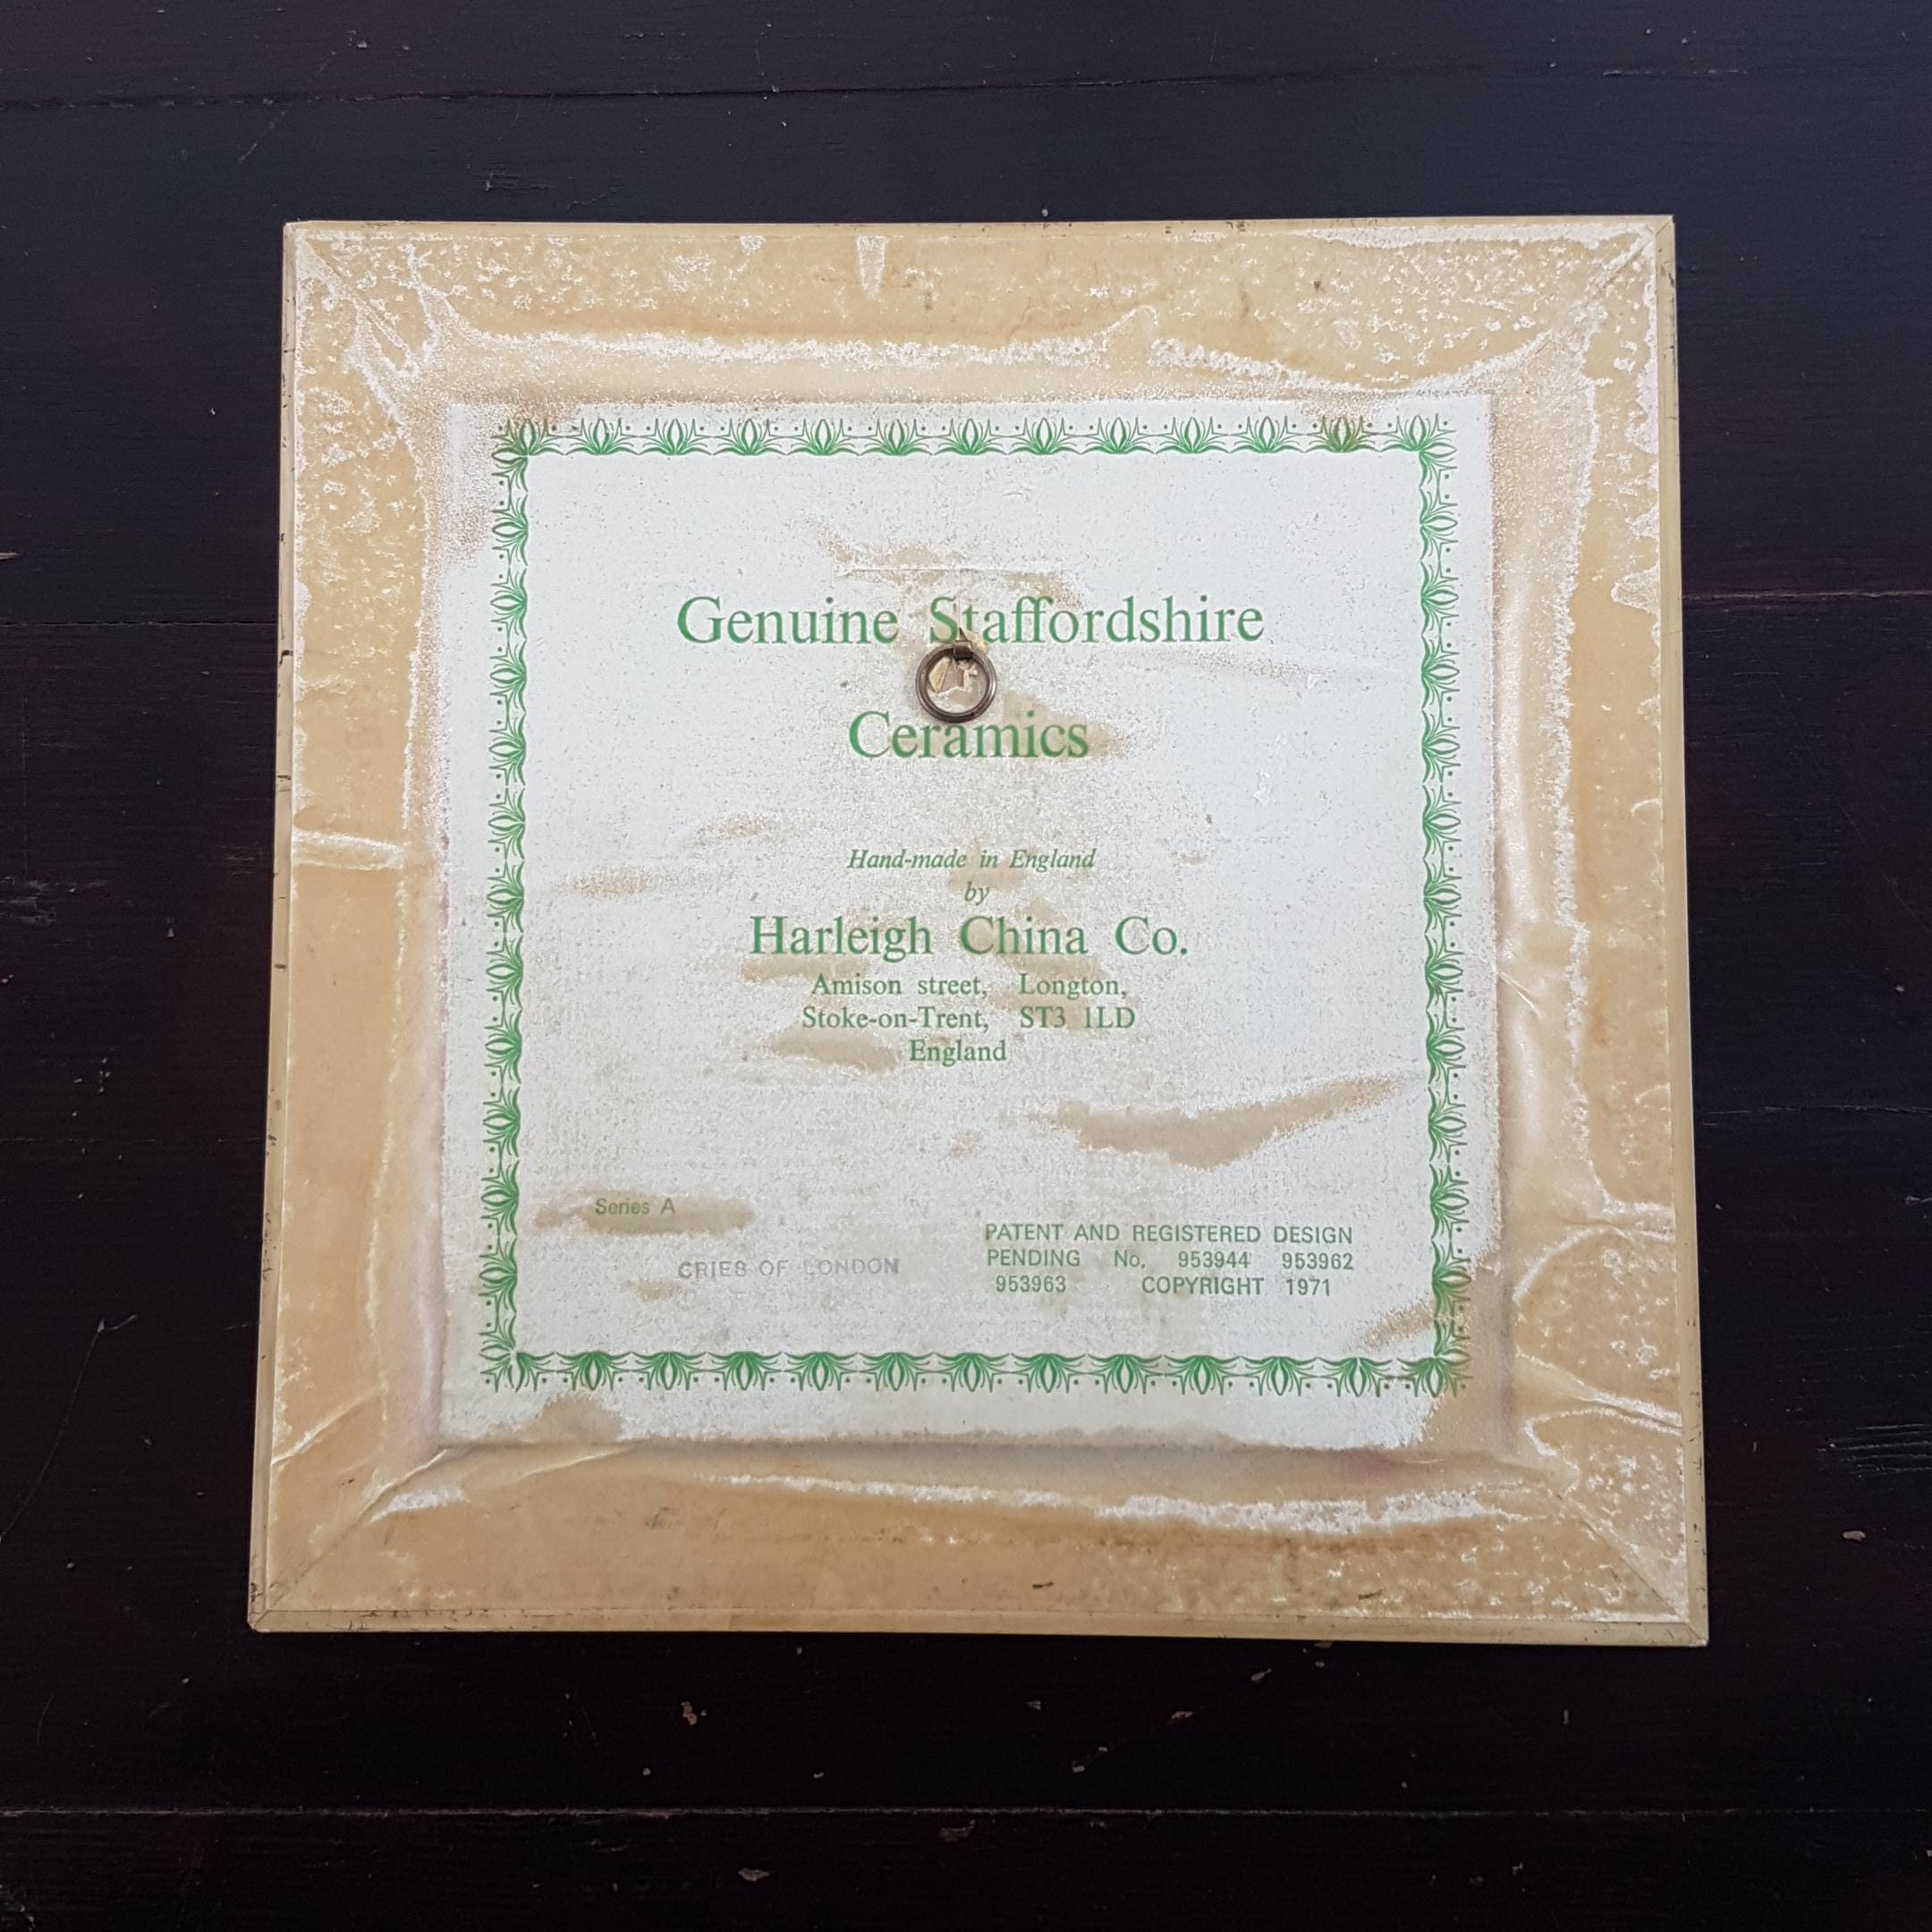 Genuine Staffordshire
Ceramics
Hand-made in England
by
Harleigh China Co.
Amison street, Longton,
Stoke-on-Trent, ST3 1LD
England
Series A
CRIES OF LONDON
PATENT AND REGISTERED DESIGN
PENDING No. 953944 953962
953963 COPYRIGHT 1971